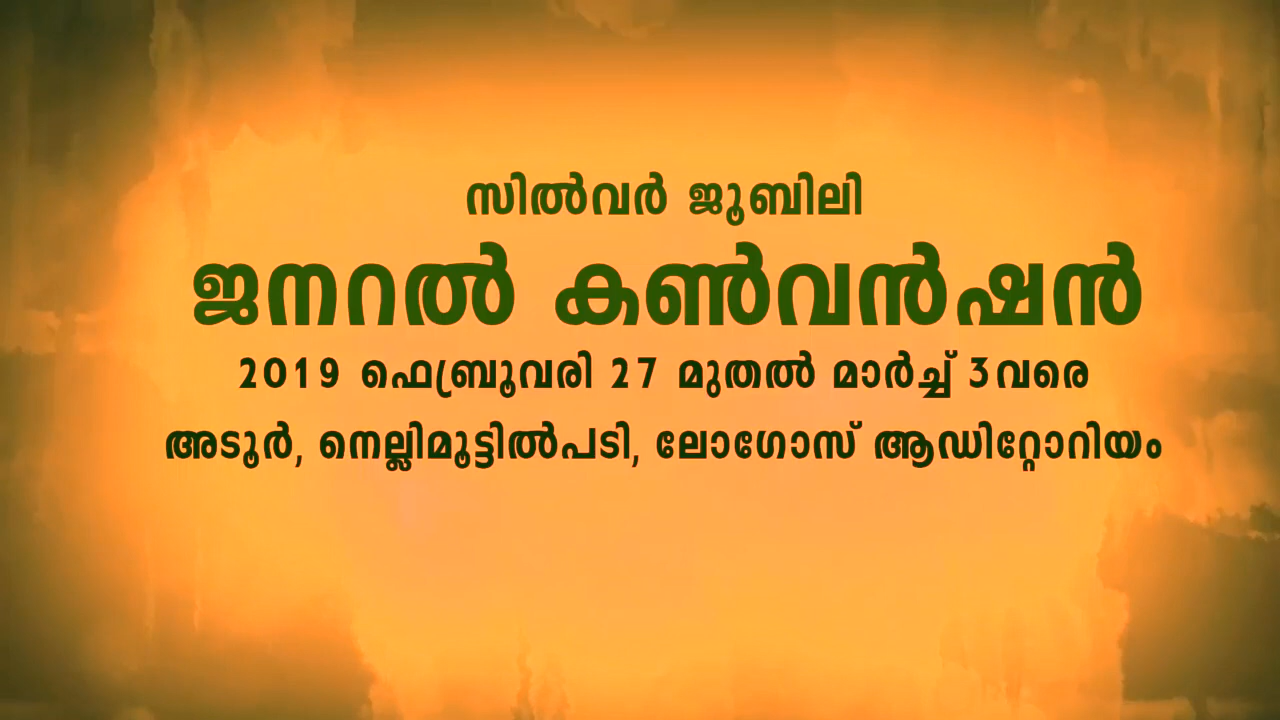 സിൽവർ ജൂബിലി
ജനറൽ കൺവൻഷൻ
2019 ഫെബ്രൂവരി 27 മുതൽ മാർച്ച് 3വരെ
അടൂർ, നെല്ലിമൂട്ടിൽപടി, ലോഗോസ് ആഡിറ്റോറിയം